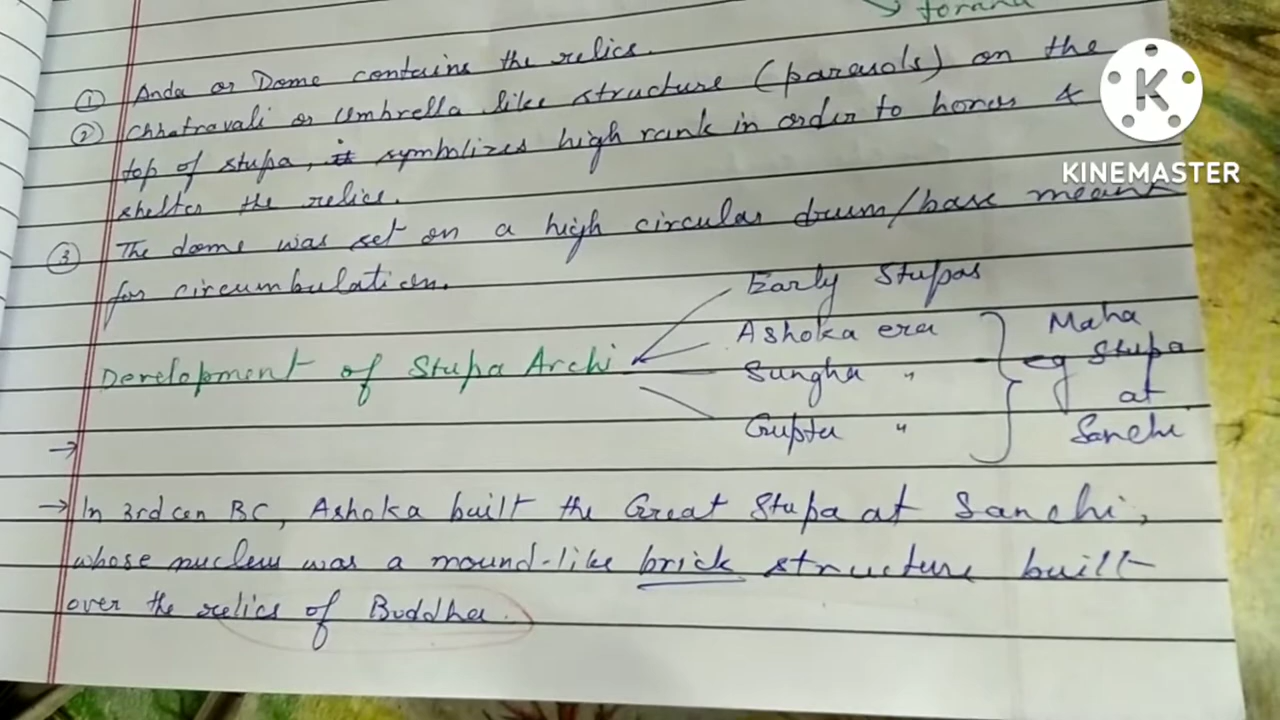 torana
① Anda or Dome contains the relics.
② Chhatravali or Umbrella like structure (parasols) on the
top of stupa, it symbolizes high rank in order to honor &
shelter the relics.
③ The dome was set on a high circular drum/base meant
for circumbulation.
Development of Stupa Archi
Early Stupas
Ashoka era
Sungha "
Gupta "
Maha
eg Stupa
at
Sanchi
→
→ In 3rd cen BC, Ashoka built the Great Stupa at Sanchi,
whose nucleus was a mound-like brick structure built
over the relics of Buddha.
K
KINEMASTER